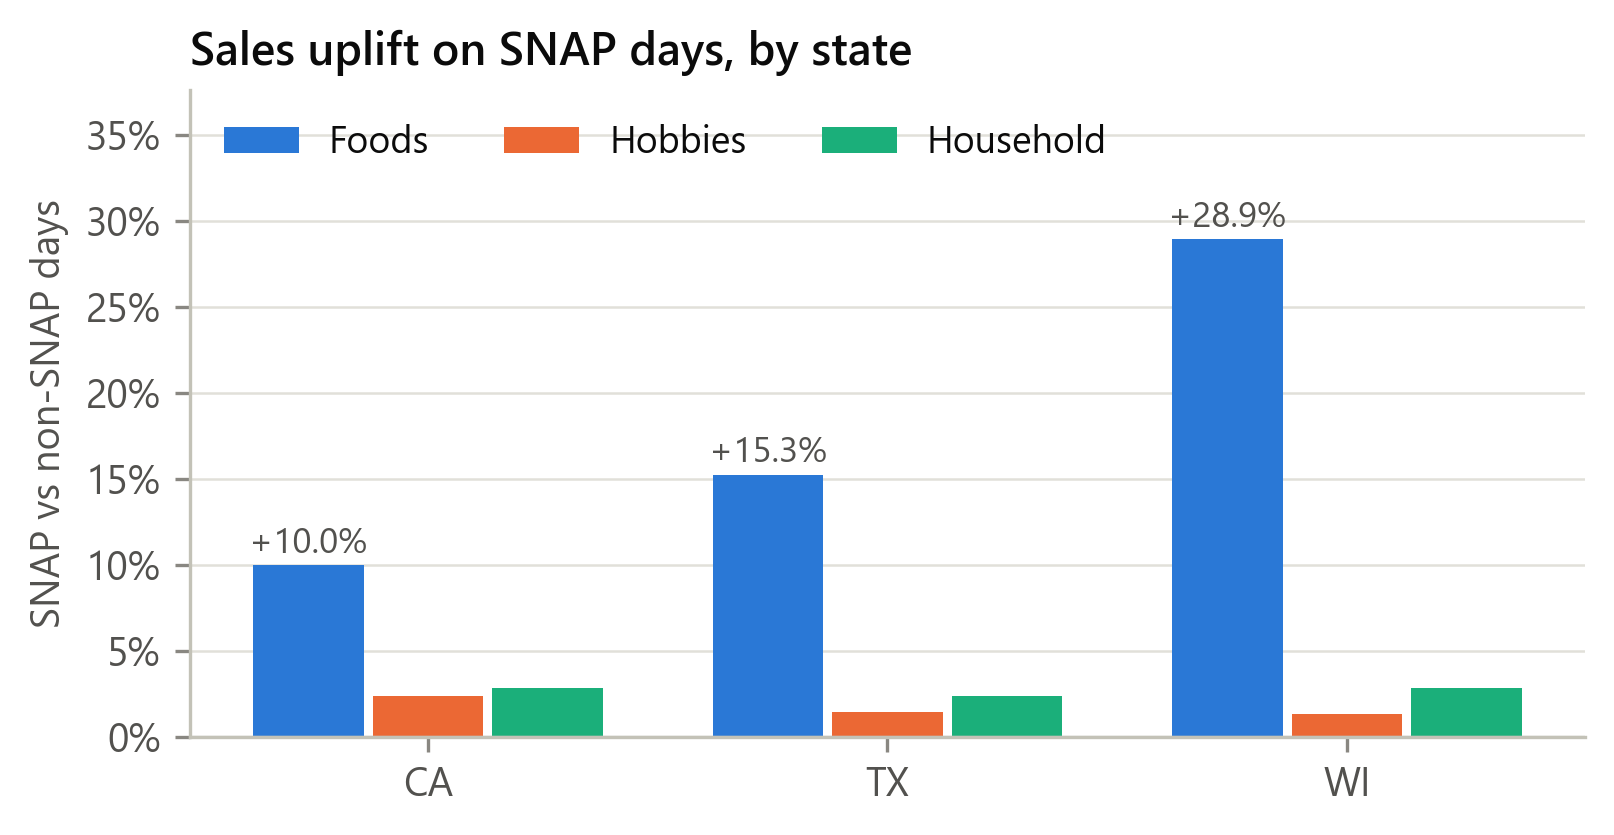 Sales uplift on SNAP days, by state
Foods Hobbies Household
SNAP vs non-SNAP days
35%
30%
25%
20%
15%
10%
5%
0%
+10.0%
+15.3%
+28.9%
CA TX WI